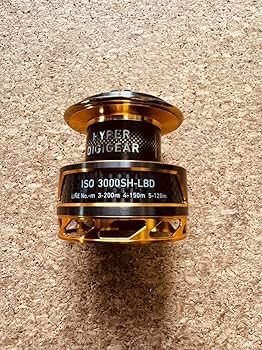 HYPER
DIGIGEAR
ISO 3000SH-LBD
LINE No.-m 3-200m 4-150m 5-120m